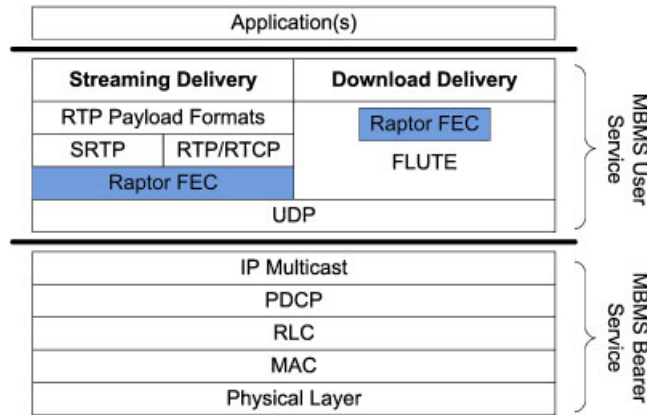 Application(s)
Streaming Delivery
Download Delivery
RTP Payload Formats
SRTP
RTP/RTCP
Raptor FEC
Raptor FEC
FLUTE
UDP
MBMS User
Service
IP Multicast
PDCP
RLC
MAC
Physical Layer
MBMS Bearer
Service